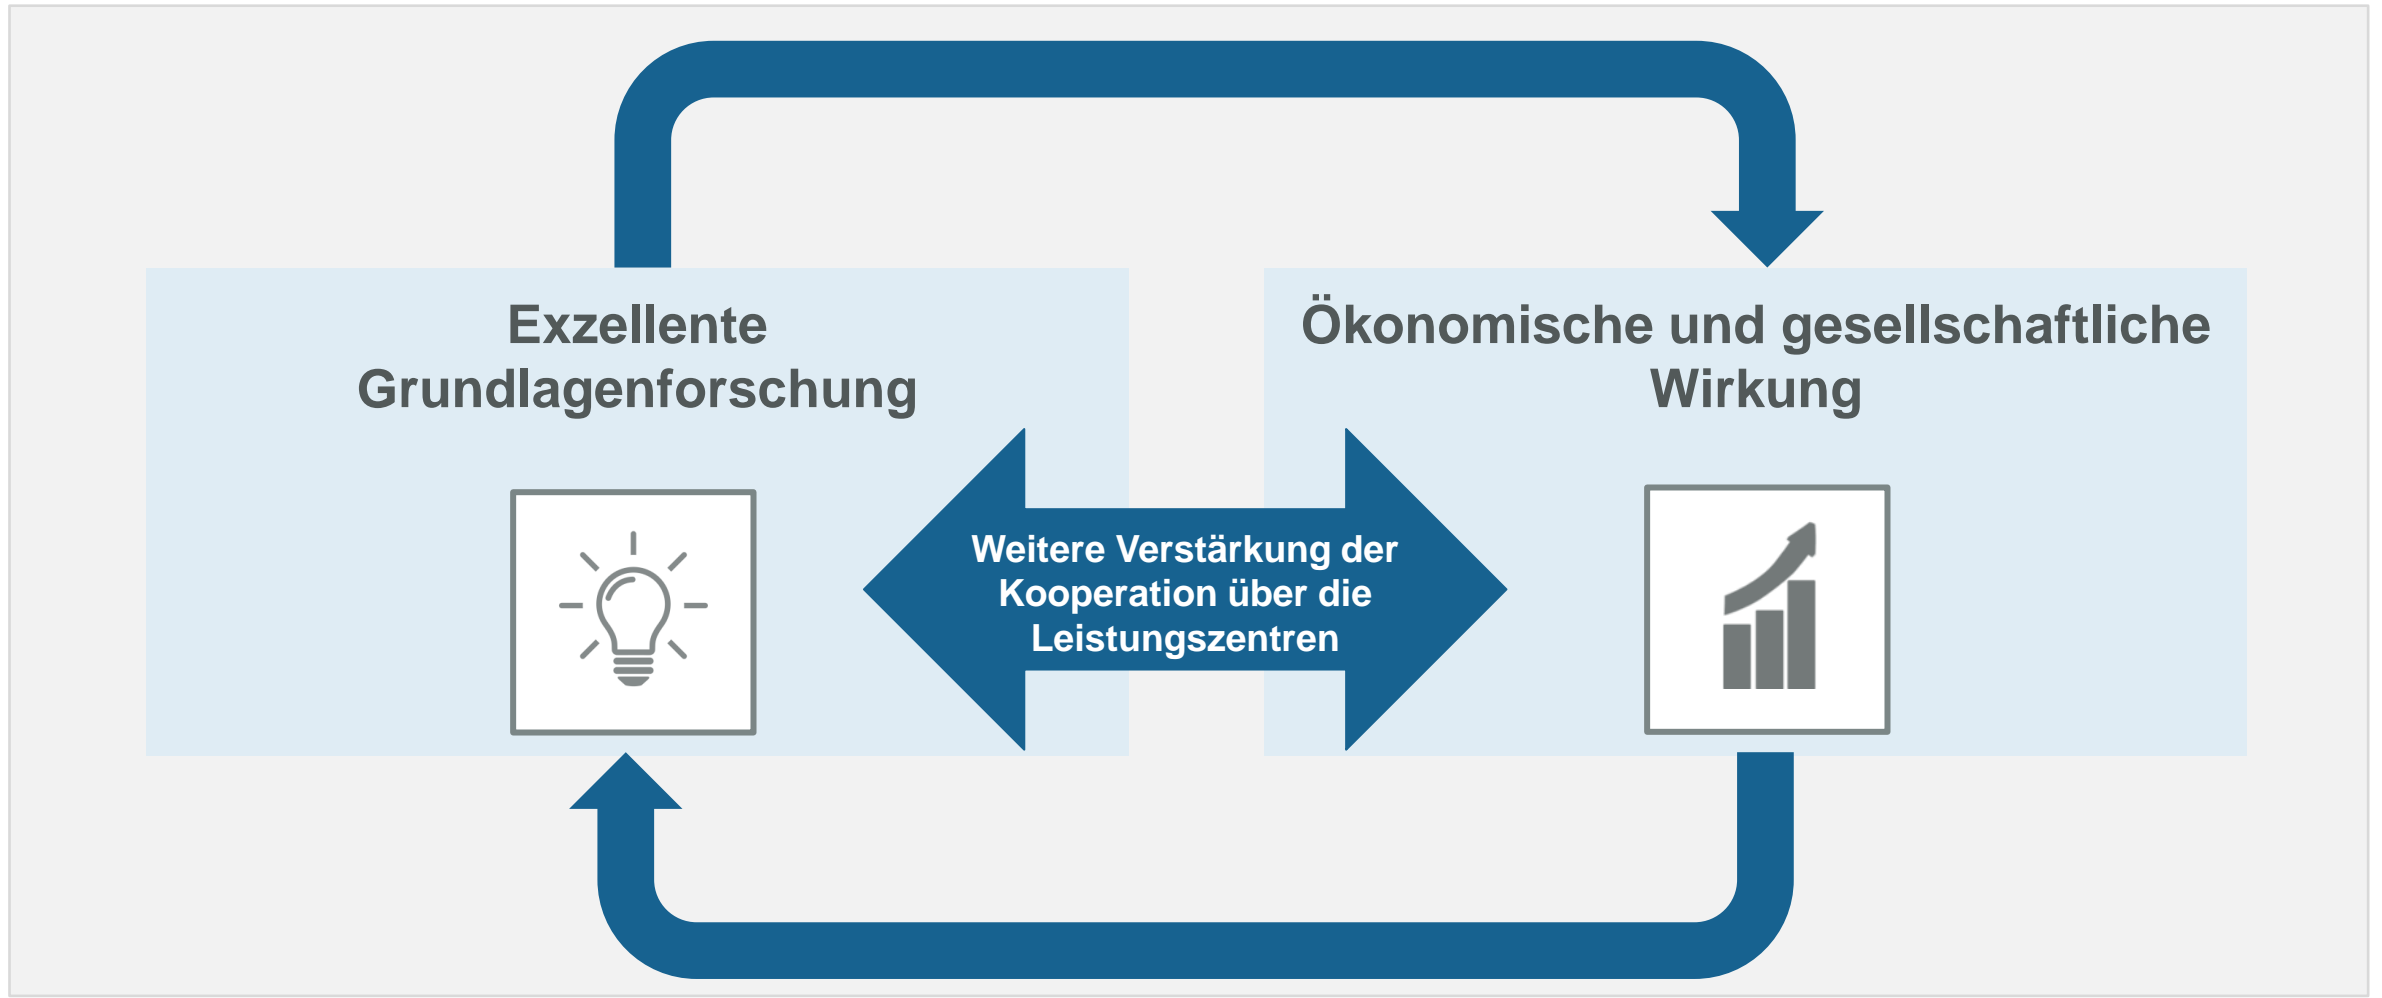 Exzellente
Grundlagenforschung
Ökonomische und gesellschaftliche
Wirkung
Weitere Verstärkung der
Kooperation über die
Leistungszentren